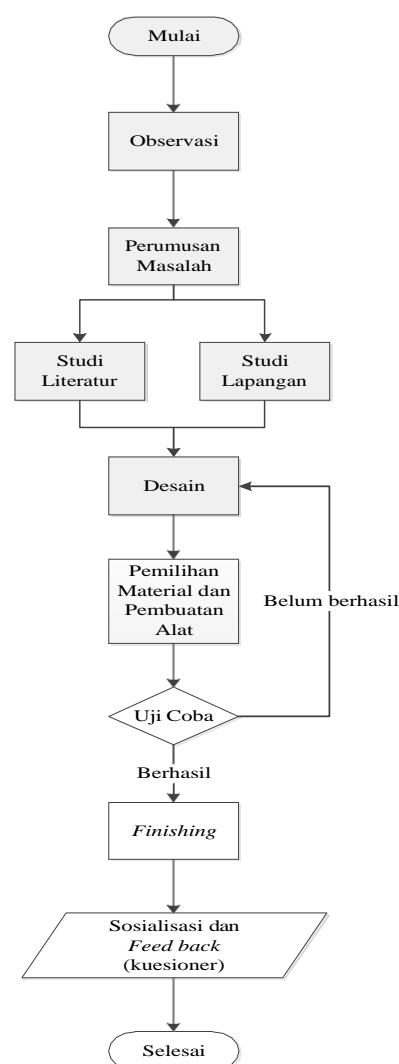 Mulai
Observasi
Perumusan
Masalah
Studi
Literatur
Studi
Lapangan
Desain
Pemilihan
Material dan
Pembuatan
Alat
Belum berhasil
Uji Coba
Berhasil
Finishing
Sosialisasi dan
Feed back
(kuesioner)
Selesai